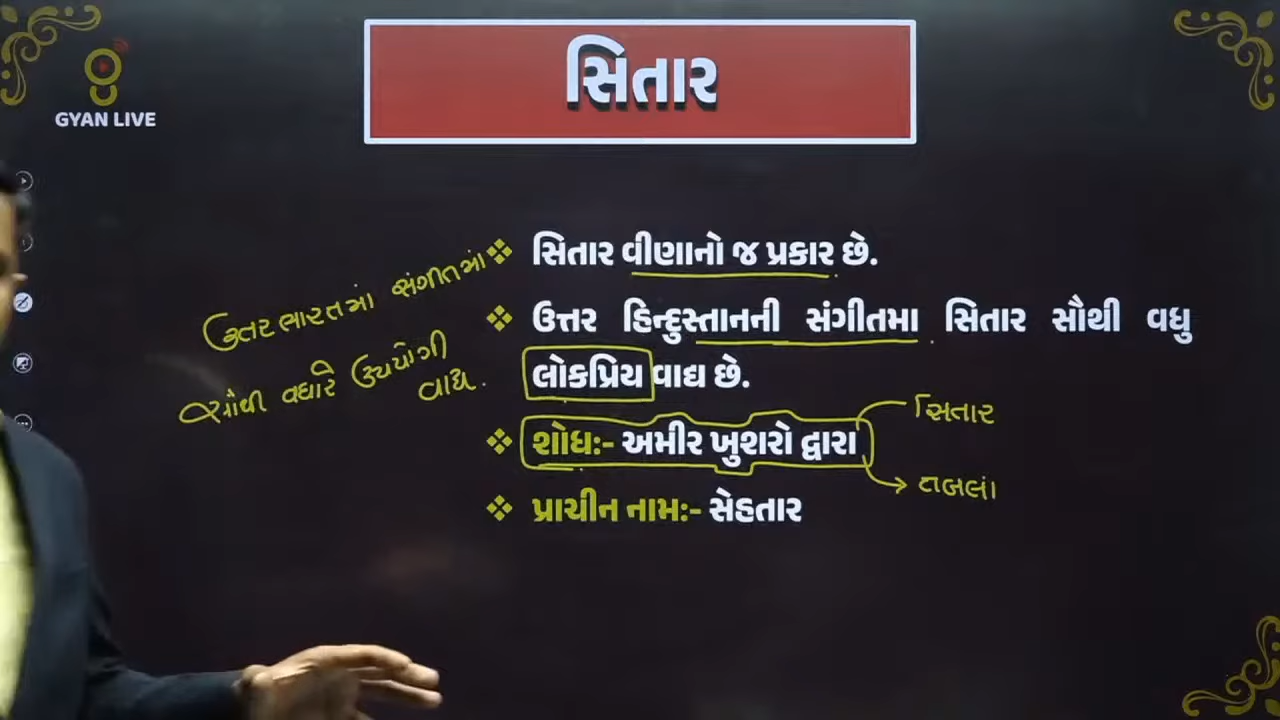 સિતાર
GYAN LIVE
❖ સિતાર વીણાનો જ પ્રકાર છે.
❖ ઉત્તર હિન્દુસ્તાનની સંગીતમા સિતાર સૌથી વધુ
લોકપ્રિય વાદ્ય છે.
❖ શોધઃ- અમીર ખુશરો દ્વારા
❖ પ્રાચીન નામઃ- સેહતાર
ઉત્તર ભારતમાં સંગીતમાં
સૌથી વધારે ઉપયોગી
વાદ્ય.
સિતાર
તબલાં